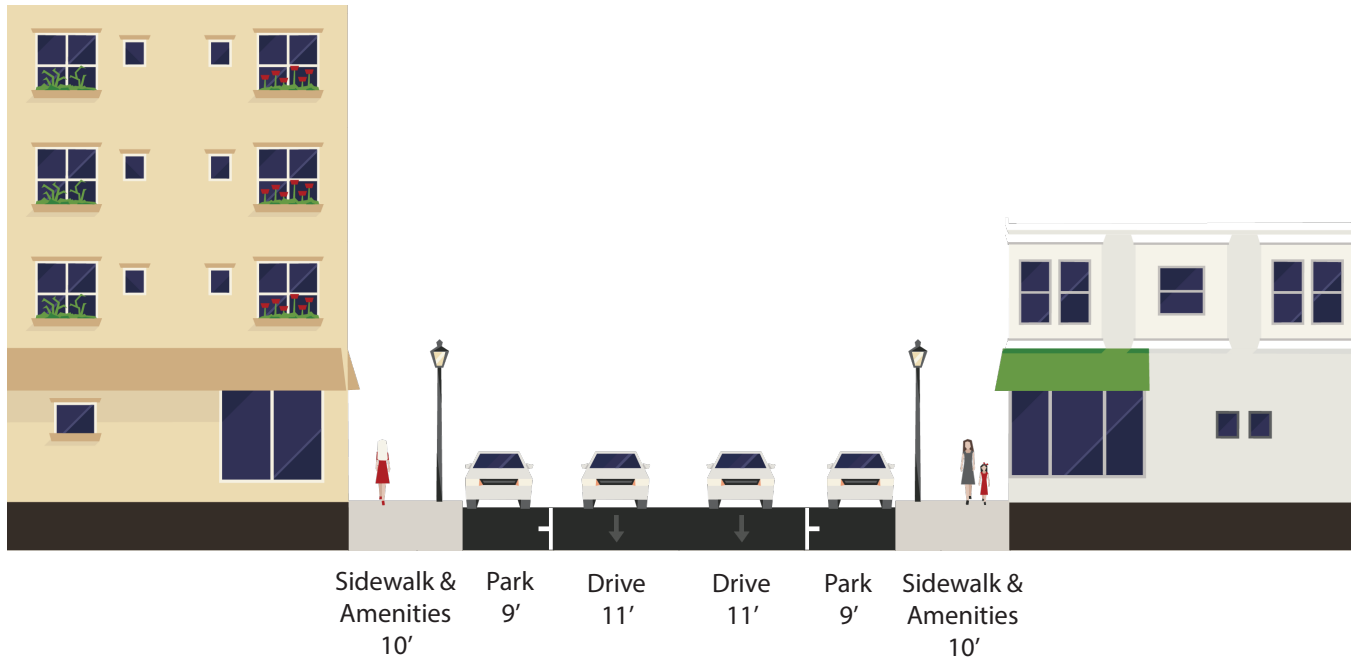 Sidewalk &
Amenities
10’
Park
9’
Drive
11’
Drive
11’
Park
9’
Sidewalk &
Amenities
10’